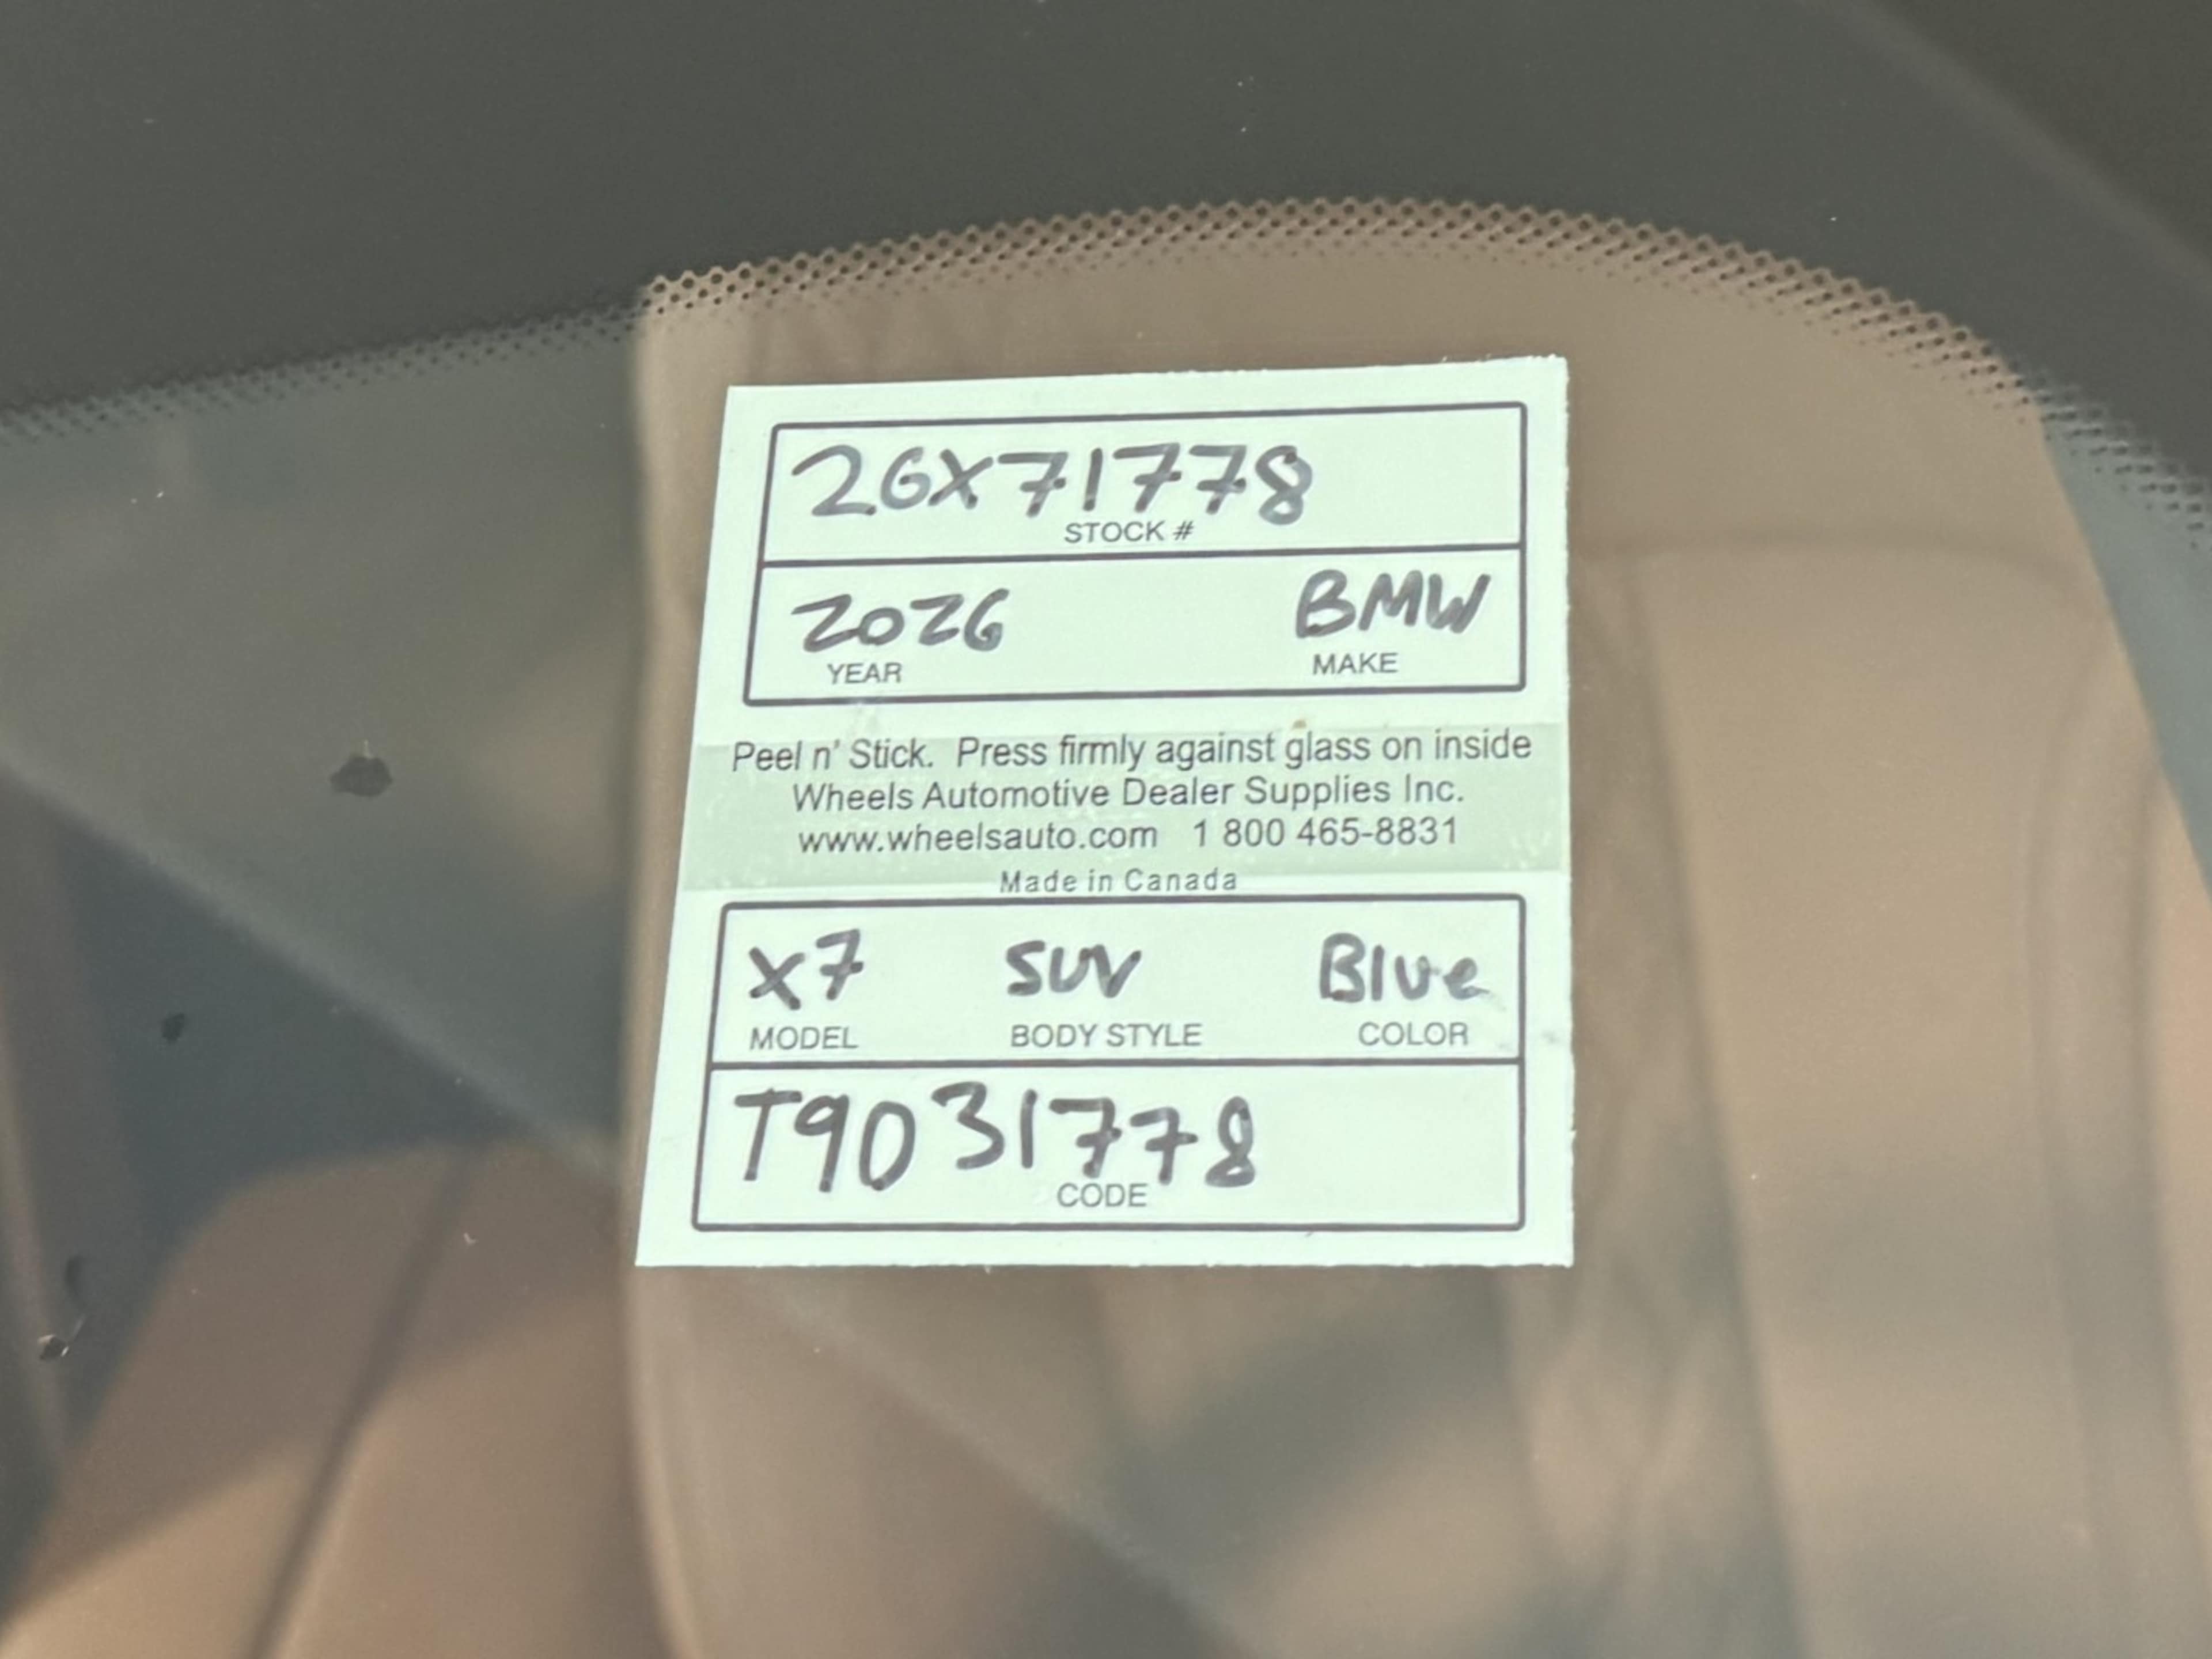 26X71778
STOCK #
2026 BMW
YEAR MAKE
Peel n' Stick. Press firmly against glass on inside
Wheels Automotive Dealer Supplies Inc.
www.wheelsauto.com 1 800 465-8831
Made in Canada
X7 SUV Blue
MODEL BODY STYLE COLOR
T9031778
CODE